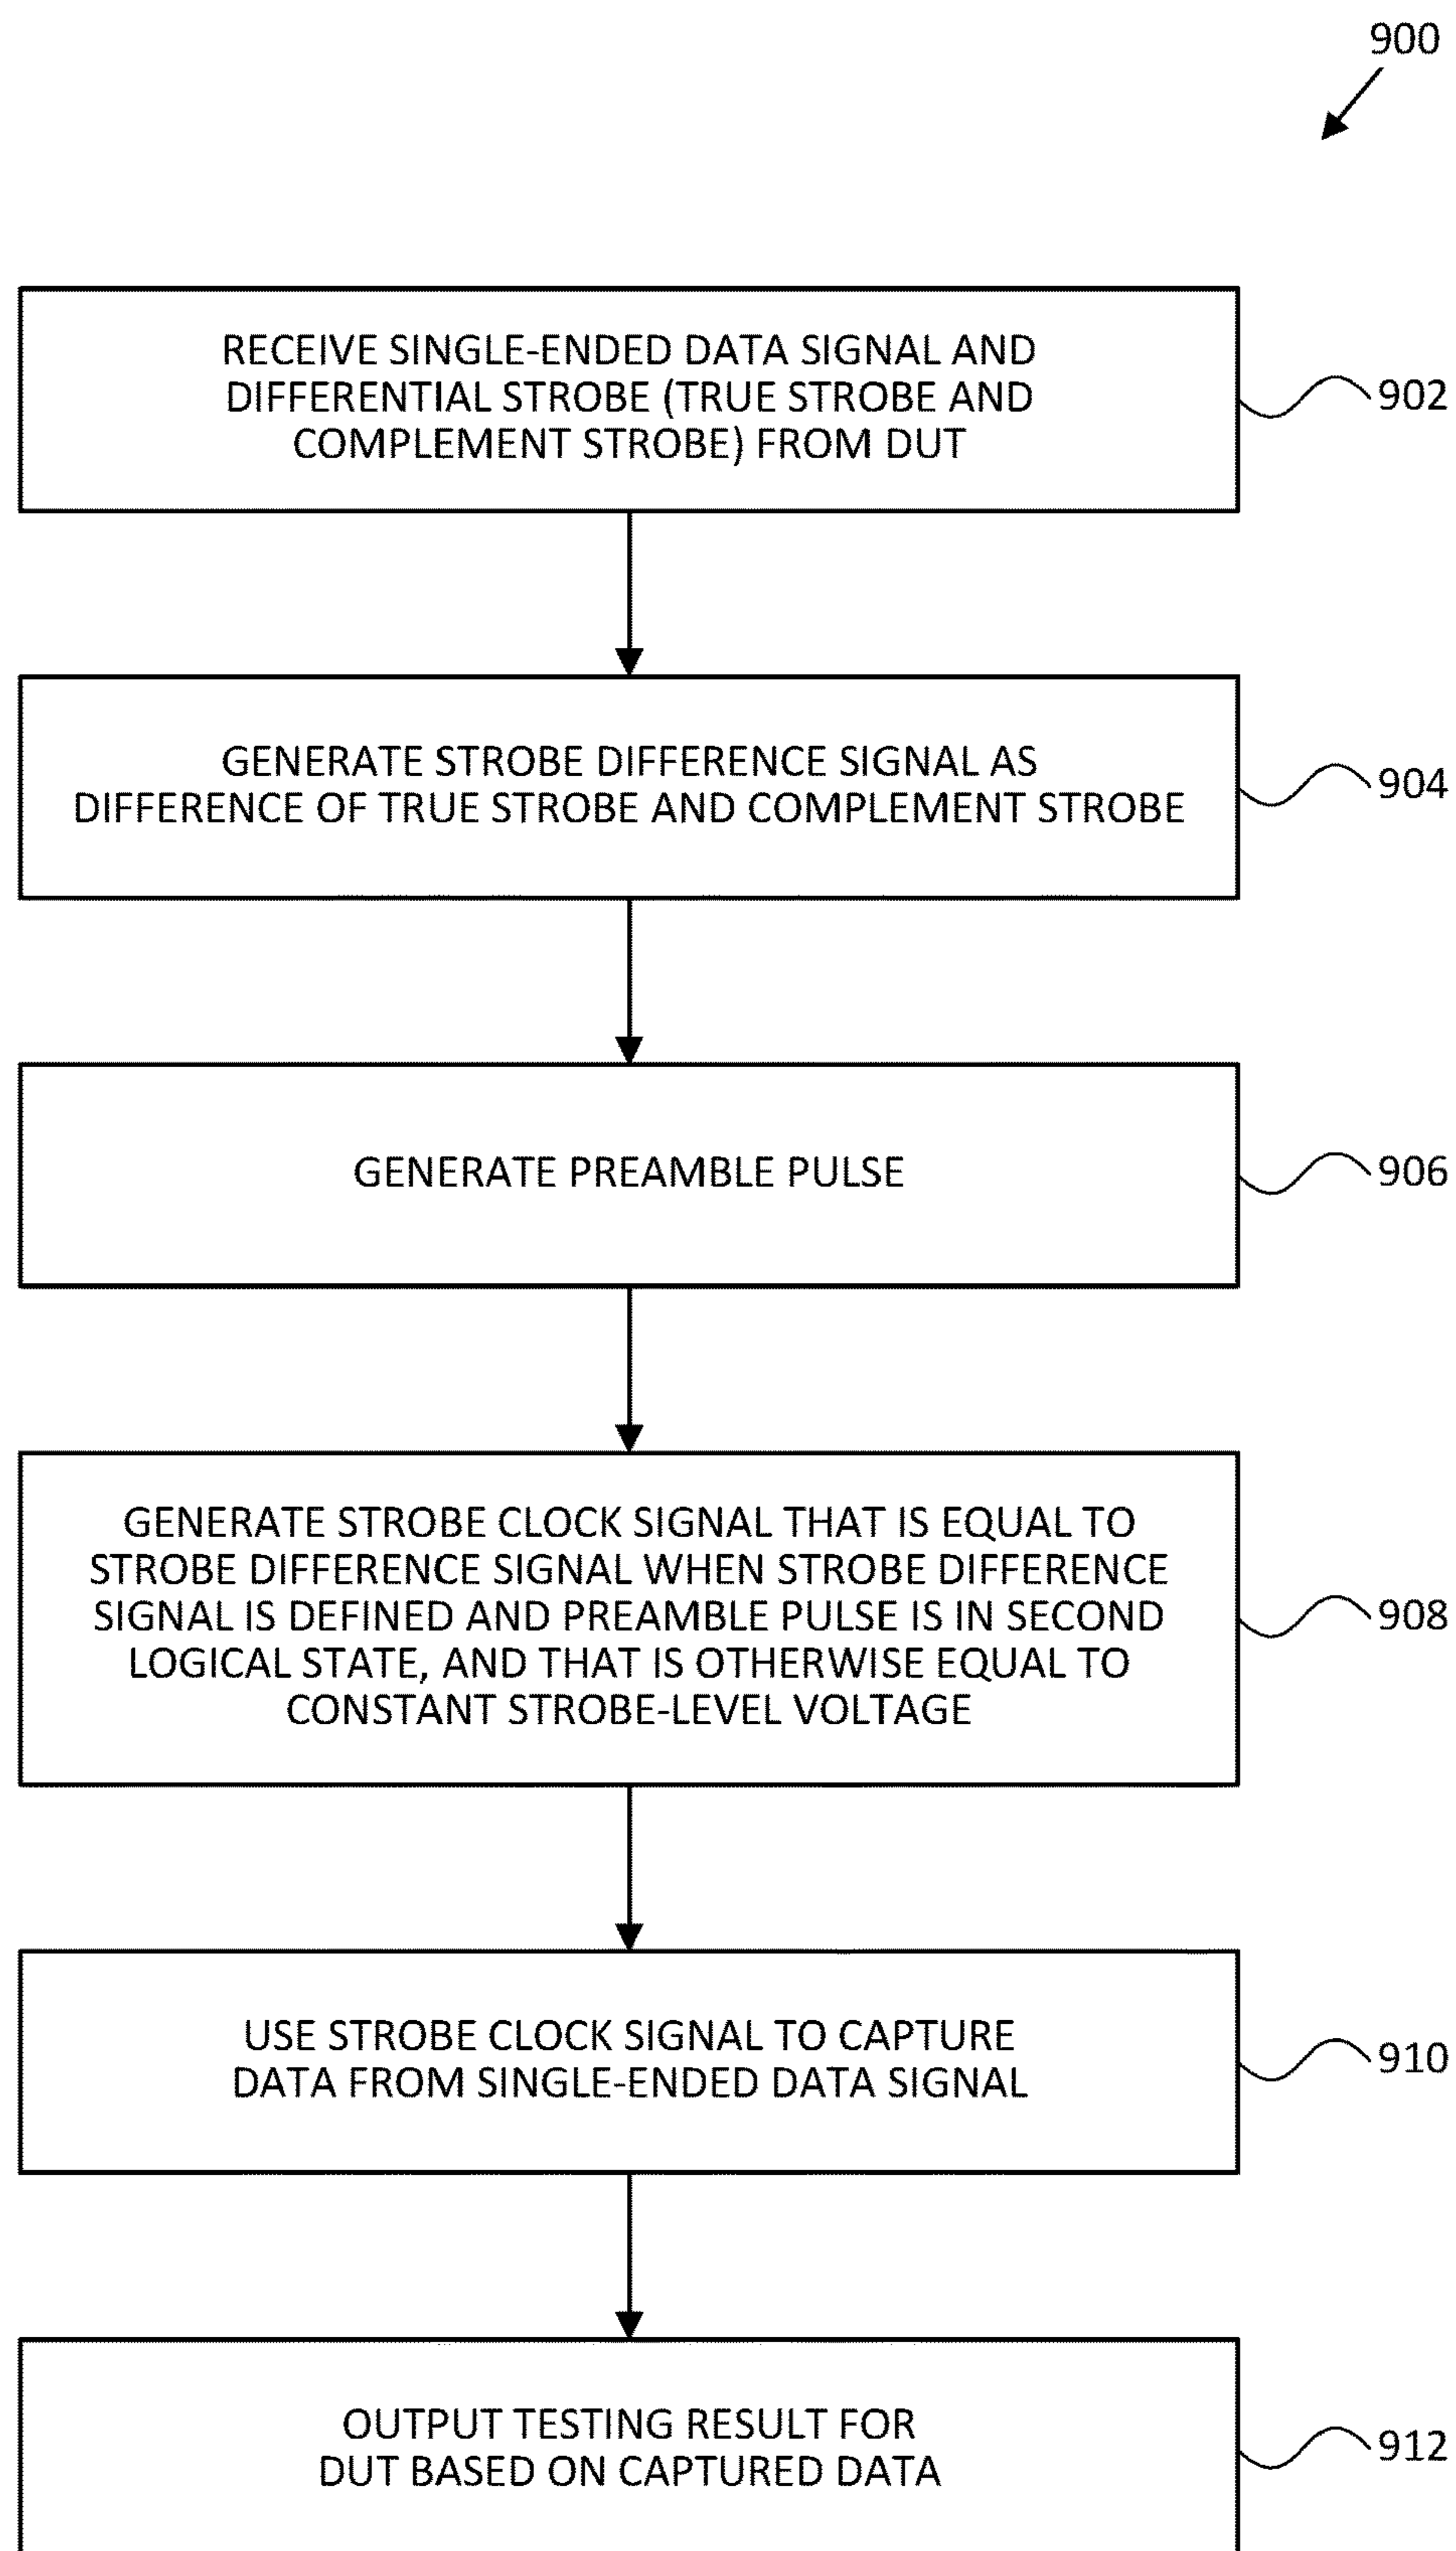 900
RECEIVE SINGLE-ENDED DATA SIGNAL AND
DIFFERENTIAL STROBE (TRUE STROBE AND
COMPLEMENT STROBE) FROM DUT
902
GENERATE STROBE DIFFERENCE SIGNAL AS
DIFFERENCE OF TRUE STROBE AND COMPLEMENT STROBE
904
GENERATE PREAMBLE PULSE
906
GENERATE STROBE CLOCK SIGNAL THAT IS EQUAL TO
STROBE DIFFERENCE SIGNAL WHEN STROBE DIFFERENCE
SIGNAL IS DEFINED AND PREAMBLE PULSE IS IN SECOND
LOGICAL STATE, AND THAT IS OTHERWISE EQUAL TO
CONSTANT STROBE-LEVEL VOLTAGE
908
USE STROBE CLOCK SIGNAL TO CAPTURE
DATA FROM SINGLE-ENDED DATA SIGNAL
910
OUTPUT TESTING RESULT FOR
DUT BASED ON CAPTURED DATA
912